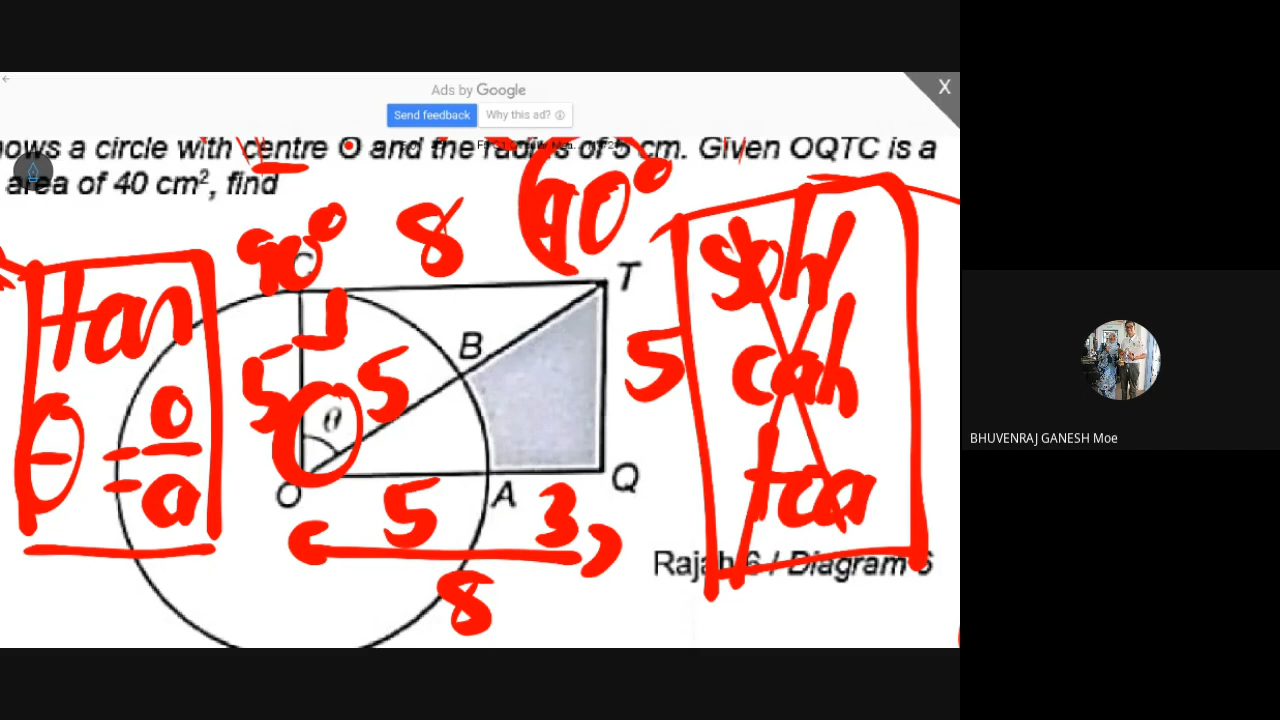 Ads by Google
Send feedback
Why this ad?
X
ows a circle with centre O and the radius of 5 cm. Given OQTC is a
area of 40 cm², find
90°
8
90°
C
T
soh
cah
toa
tan
θ = o/a
B
5
5
5
θ
O
5
A
3
Q
8
Rajah 6 / Diagram 6
BHUVENRAJ GANESH Moe